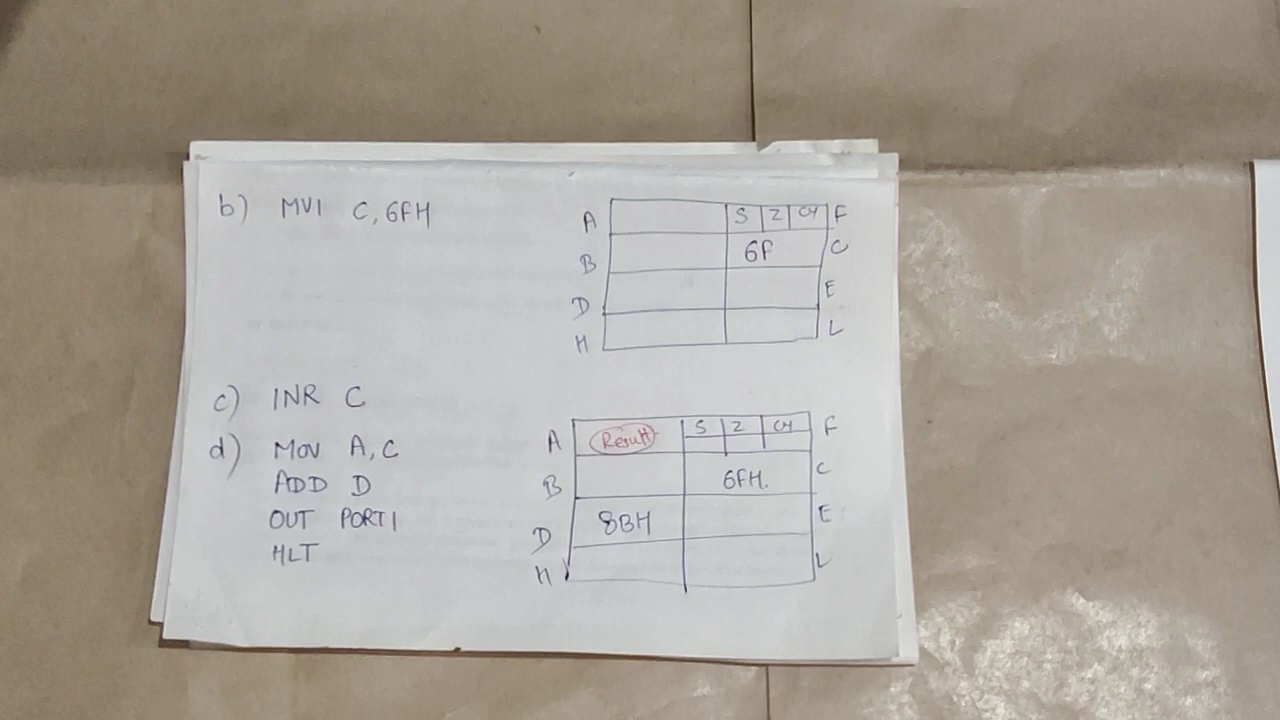 b) MVI C, 6FH
A S Z CY F
B 6F C
D E
H L
c) INR C
d) MOV A, C
ADD D
OUT PORT1
HLT
A Result S Z CY F
B 6FH. C
D 8BH E
H L